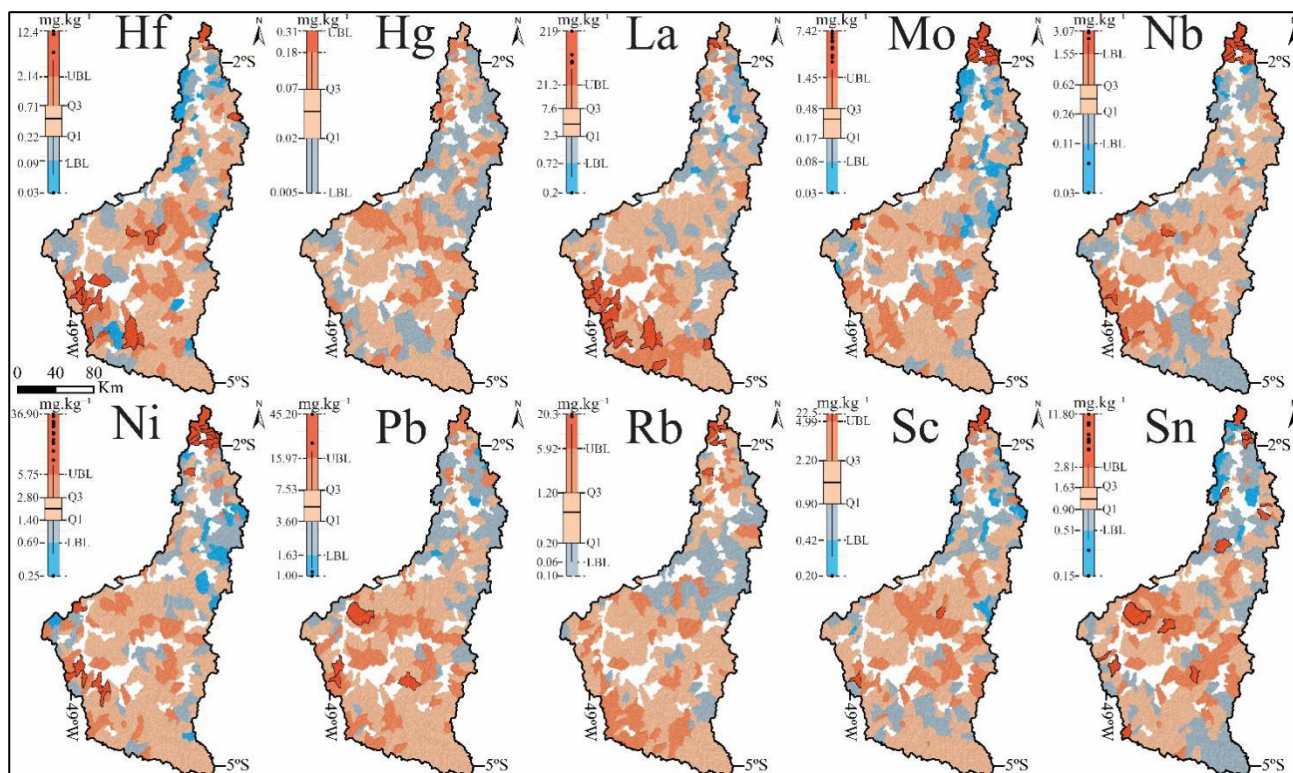 mg.kg⁻¹ Hf N
12.4
2.14 UBL
0.71 Q3
0.22 Q1
0.09 LBL
0.03
2°S
49°W
mg.kg⁻¹ Hg N
0.31 UBL
0.18
0.07 Q3
0.02 Q1
0.005 LBL
2°S
49°W
5°S
mg.kg⁻¹ La N
219
21.2 UBL
7.6 Q3
2.3 Q1
0.72 LBL
0.2
2°S
49°W
mg.kg⁻¹ Mo N
7.42
1.45 UBL
0.48 Q3
0.17 Q1
0.08 LBL
0.03
2°S
49°W
mg.kg⁻¹ Nb N
3.07
1.55 LBL
0.62 Q3
0.26 Q1
0.11 LBL
0.03
2°S
49°W
5°S
0 40 80
Km
5°S
mg.kg⁻¹ Ni N
36.90
5.75 UBL
2.80 Q3
1.40 Q1
0.69 LBL
0.25
2°S
49°W
5°S
mg.kg⁻¹ Pb N
45.20
15.97 UBL
7.53 Q3
3.60 Q1
1.63 LBL
1.00
49°W
mg.kg⁻¹ Rb N
20.3
5.92 UBL
1.20 Q3
0.20 Q1
0.06 LBL
0.10
2°S
49°W
5°S
mg.kg⁻¹ Sc N
22.5
4.99 UBL
2.20 Q3
0.90 Q1
0.42 LBL
0.20
49°W
mg.kg⁻¹ Sn N
11.80
2.81 UBL
1.63 Q3
0.90 Q1
0.51 LBL
0.15
2°S
49°W
5°S